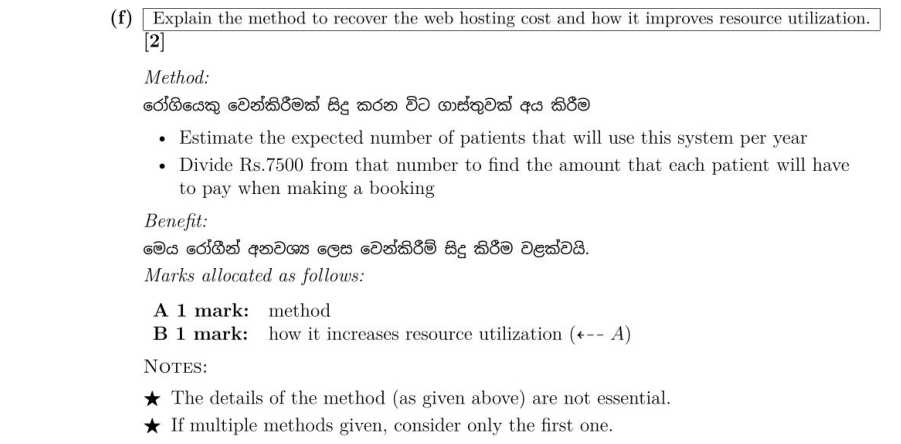 (f) Explain the method to recover the web hosting cost and how it improves resource utilization.
[2]
Method:
රෝගියෙකු වෙන්කිරීමක් සිදු කරන විට ගාස්තුවක් අය කිරීම
• Estimate the expected number of patients that will use this system per year
• Divide Rs.7500 from that number to find the amount that each patient will have
to pay when making a booking
Benefit:
මෙය රෝගීන් අනවශ්‍ය ලෙස වෙන්කිරීම් සිදු කිරීම වළක්වයි.
Marks allocated as follows:
A 1 mark: method
B 1 mark: how it increases resource utilization (⇠-- A)
NOTES:
★ The details of the method (as given above) are not essential.
★ If multiple methods given, consider only the first one.